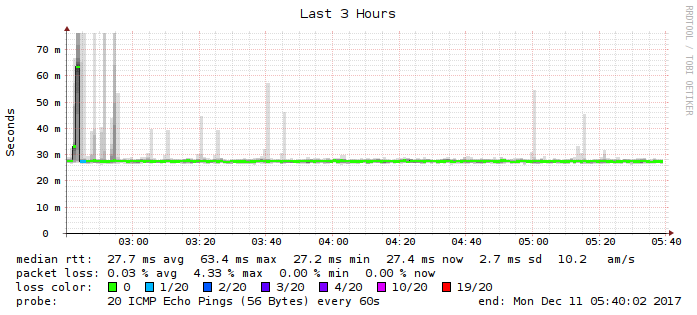 Last 3 Hours
RRDTOOL / TOBI OETIKER
Seconds
70 m
60 m
50 m
40 m
30 m
20 m
10 m
0
03:00 03:20 03:40 04:00 04:20 04:40 05:00 05:20 05:40
median rtt: 27.7 ms avg 63.4 ms max 27.2 ms min 27.4 ms now 2.7 ms sd 10.2 am/s
packet loss: 0.03 % avg 4.33 % max 0.00 % min 0.00 % now
loss color: 0 1/20 2/20 3/20 4/20 10/20 19/20
probe: 20 ICMP Echo Pings (56 Bytes) every 60s end: Mon Dec 11 05:40:02 2017